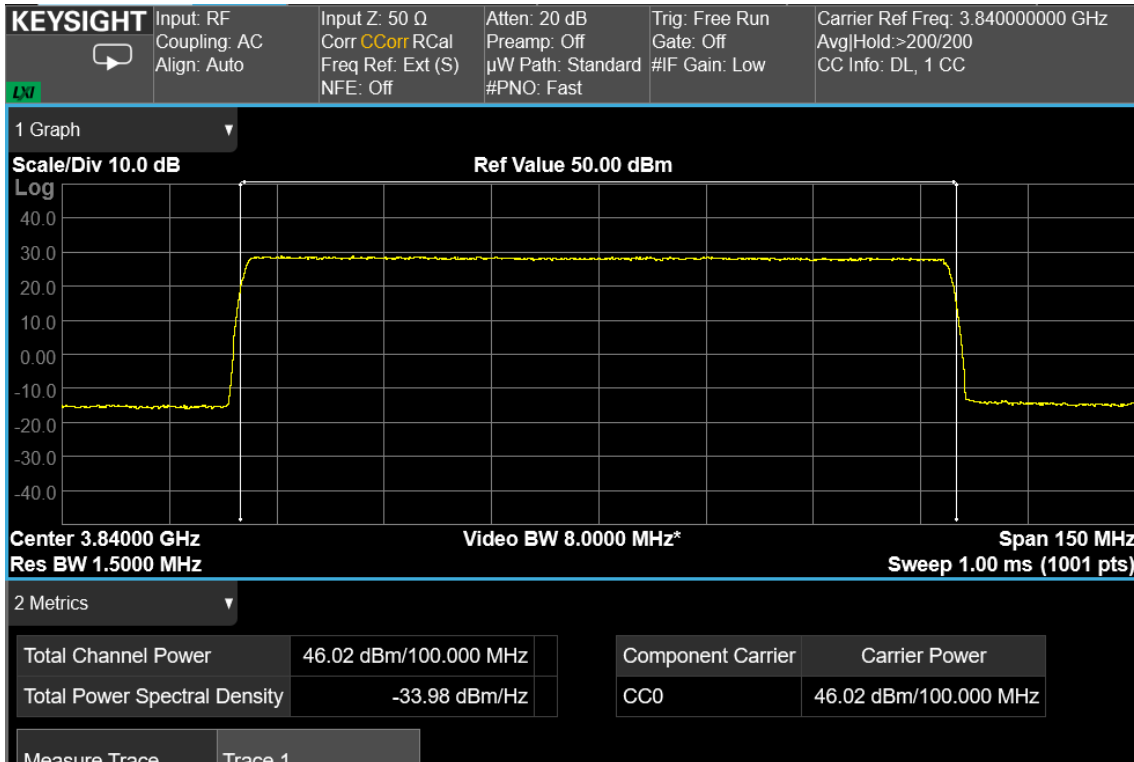 KEYSIGHT
LXI
Input: RF
Coupling: AC
Align: Auto
Input Z: 50 Ω
Corr CCorr RCal
Freq Ref: Ext (S)
NFE: Off
Atten: 20 dB
Preamp: Off
µW Path: Standard
#PNO: Fast
Trig: Free Run
Gate: Off
#IF Gain: Low
Carrier Ref Freq: 3.840000000 GHz
Avg|Hold:>200/200
CC Info: DL, 1 CC
1 Graph
Scale/Div 10.0 dB
Ref Value 50.00 dBm
Log
40.0
30.0
20.0
10.0
0.00
-10.0
-20.0
-30.0
-40.0
Center 3.84000 GHz
Video BW 8.0000 MHz*
Span 150 MHz
Res BW 1.5000 MHz
Sweep 1.00 ms (1001 pts)
2 Metrics
Total Channel Power 46.02 dBm/100.000 MHz
Total Power Spectral Density -33.98 dBm/Hz
Component Carrier Carrier Power
CC0 46.02 dBm/100.000 MHz
Measure Trace Trace 1